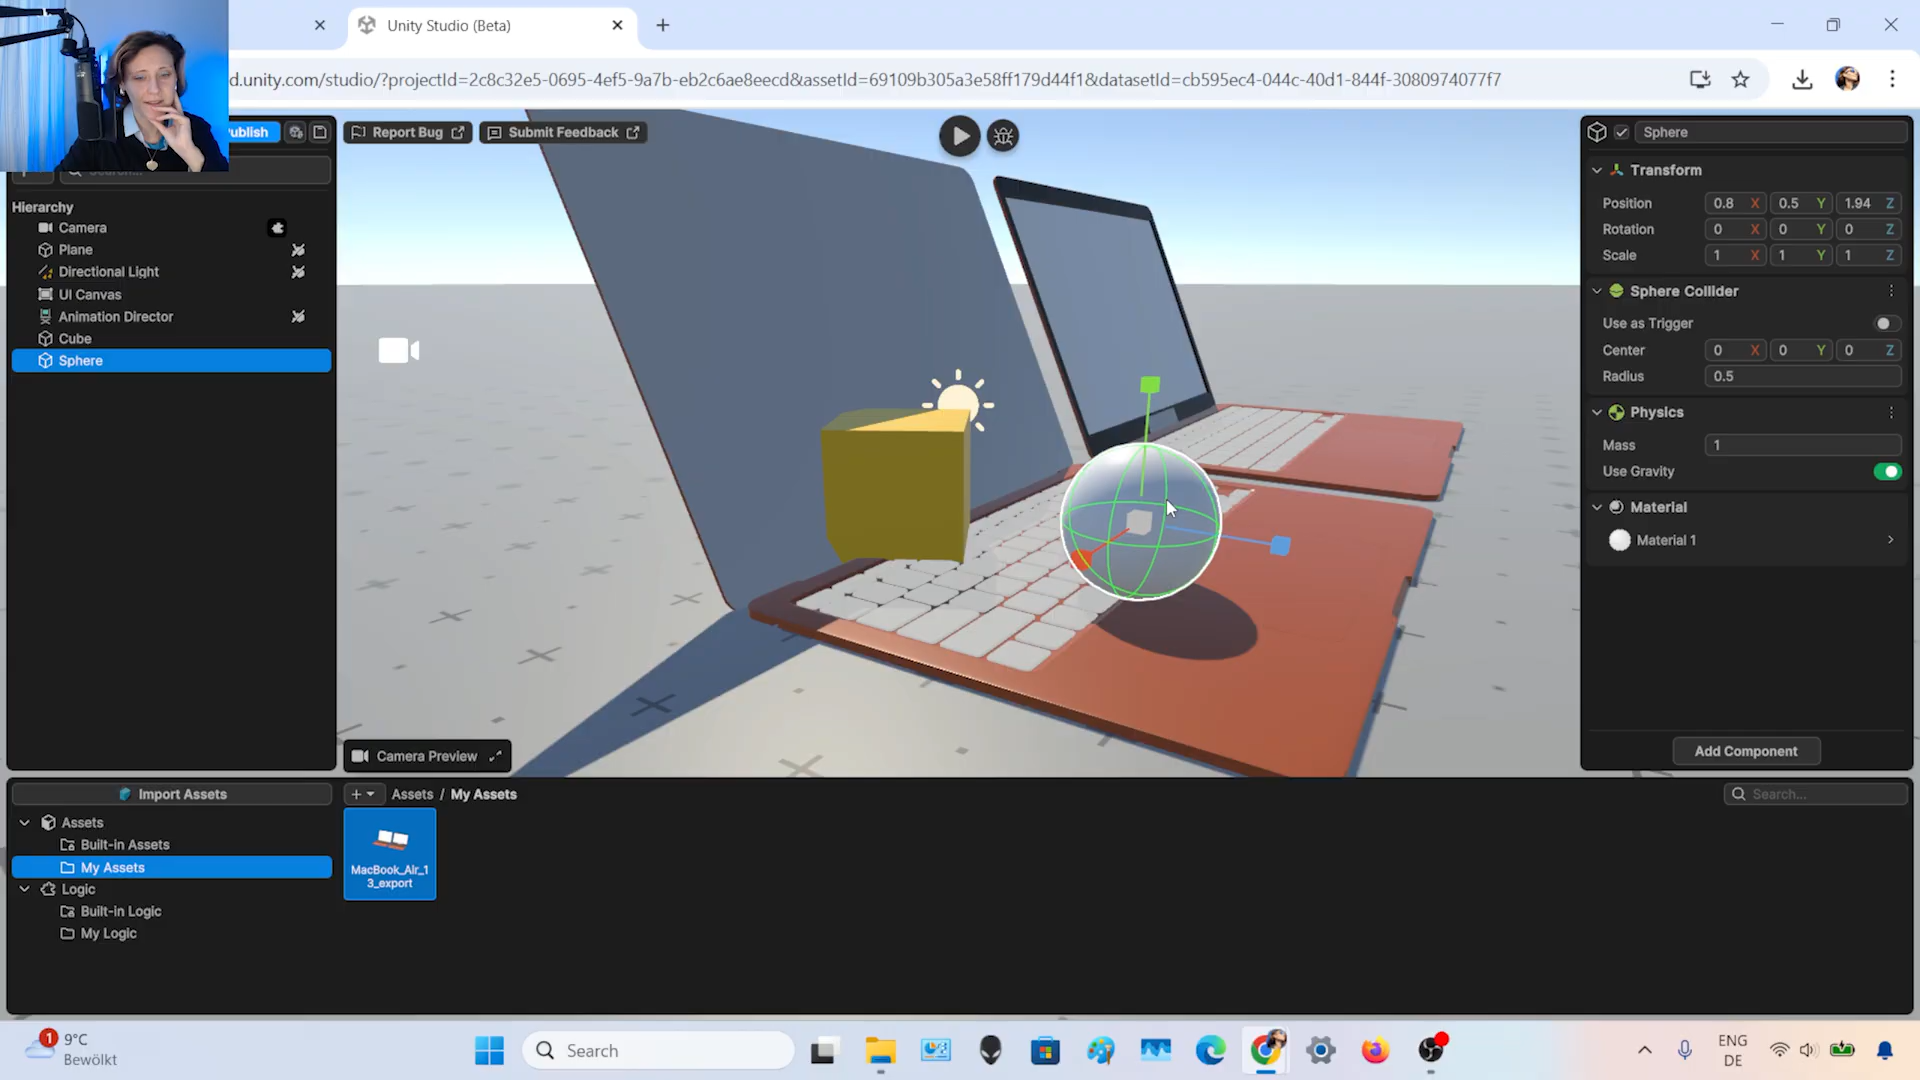 Unity Studio (Beta)
d.unity.com/studio/?projectId=2c8c32e5-0695-4ef5-9a7b-eb2c6ae8eecd&assetId=69109b305a3e58ff179d44f1&datasetId=cb595ec4-044c-40d1-844f-3080974077f7
ublish
Report Bug
Submit Feedback
Sphere
Search...
Transform
Hierarchy
Position 0.8 X 0.5 Y 1.94 Z
Camera
Rotation 0 X 0 Y 0 Z
Plane
Scale 1 X 1 Y 1 Z
Directional Light
UI Canvas
Sphere Collider
Animation Director
Use as Trigger
Cube
Center 0 X 0 Y 0 Z
Sphere
Radius 0.5
Physics
Mass 1
Use Gravity
Material
Material 1
Camera Preview
Add Component
Import Assets
Assets / My Assets
Search...
Assets
Built-in Assets
My Assets
MacBook_Air_1
3_export
Logic
Built-in Logic
My Logic
1
9°C
Bewölkt
Search
ENG
DE